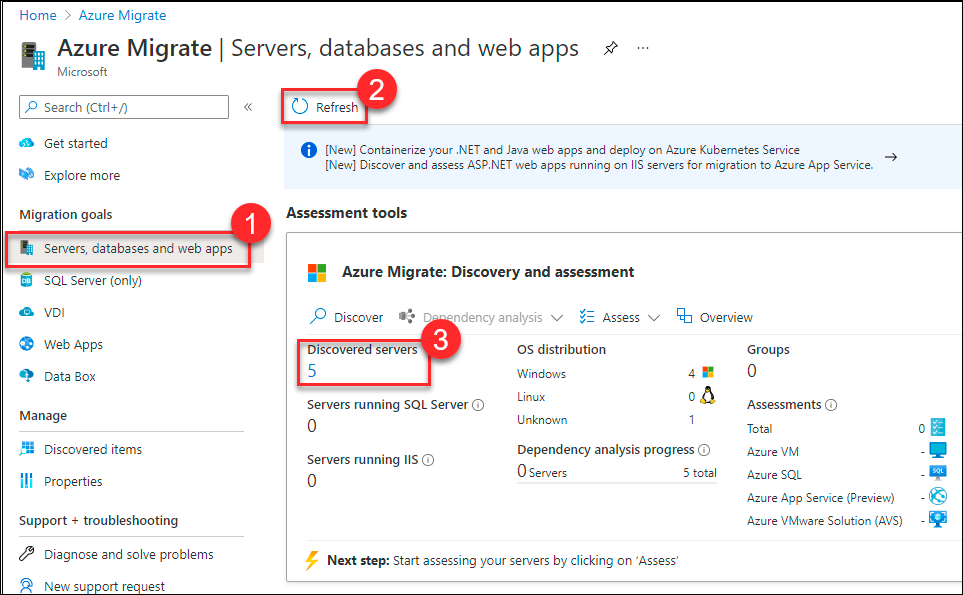 Home > Azure Migrate
Azure Migrate | Servers, databases and web apps
Microsoft
Search (Ctrl+/)
«
Refresh
2
Get started
Explore more
[New] Containerize your .NET and Java web apps and deploy on Azure Kubernetes Service
[New] Discover and assess ASP.NET web apps running on IIS servers for migration to Azure App Service.
Migration goals
1
Servers, databases and web apps
SQL Server (only)
VDI
Web Apps
Data Box
Manage
Discovered items
Properties
Support + troubleshooting
Diagnose and solve problems
New support request
Assessment tools
Azure Migrate: Discovery and assessment
Discover
Dependency analysis
Assess
Overview
3
Discovered servers
5
Servers running SQL Server
0
Servers running IIS
0
OS distribution
Windows 4
Linux 0
Unknown 1
Dependency analysis progress
0 Servers 5 total
Groups
0
Assessments
Total 0
Azure VM -
Azure SQL -
Azure App Service (Preview) -
Azure VMware Solution (AVS) -
Next step: Start assessing your servers by clicking on ‘Assess’